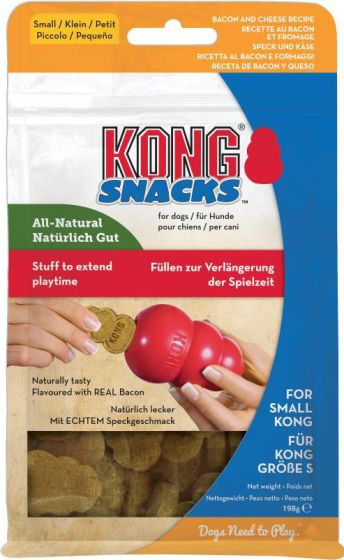 Small / Klein / Petit
Piccolo / Pequeño
BACON AND CHEESE RECIPE
RECETTE AU BACON
ET FROMAGE
SPECK UND KÄSE
RICETTA AL BACON E FORMAGGI
RECETA DE BACON Y QUESO
KONG®
SNACKS™
for dogs / für Hunde
pour chiens / per cani
All-Natural
Natürlich Gut
Stuff to extend
playtime
Füllen zur Verlängerung
der Spielzeit
KONG
KONG
Naturally tasty
Flavoured with REAL Bacon
Natürlich lecker
Mit ECHTEM Speckgeschmack
FOR
SMALL
KONG
FÜR
KONG
GRÖßE S
Net weight • Poids net
Nettogewicht • Peso netto • Peso neto
198g ℮
Dogs Need to Play™